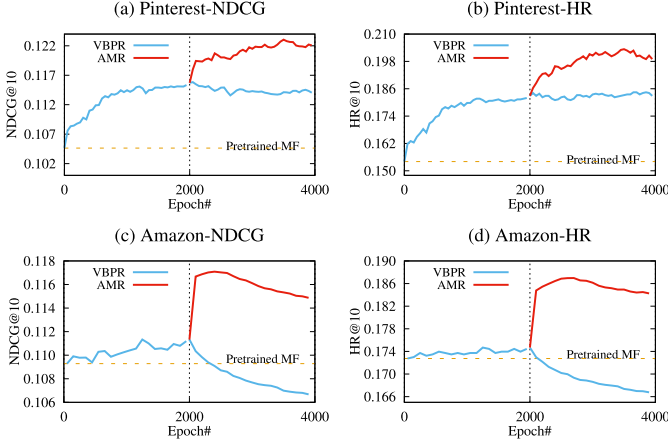 (a) Pinterest-NDCG
0.122
0.117
0.112
0.107
0.102
NDCG@10
VBPR
AMR
Pretrained MF
0
2000
4000
Epoch#
(b) Pinterest-HR
0.210
0.198
0.186
0.174
0.162
0.150
HR@10
VBPR
AMR
Pretrained MF
0
2000
4000
Epoch#
(c) Amazon-NDCG
0.118
0.114
0.112
0.110
0.108
0.106
NDCG@10
VBPR
AMR
Pretrained MF
0
2000
4000
Epoch#
(d) Amazon-HR
0.190
0.186
0.178
0.174
0.170
0.166
HR@10
VBPR
AMR
Pretrained MF
0
2000
4000
Epoch#